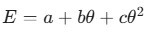 E = a + bθ + cθ²